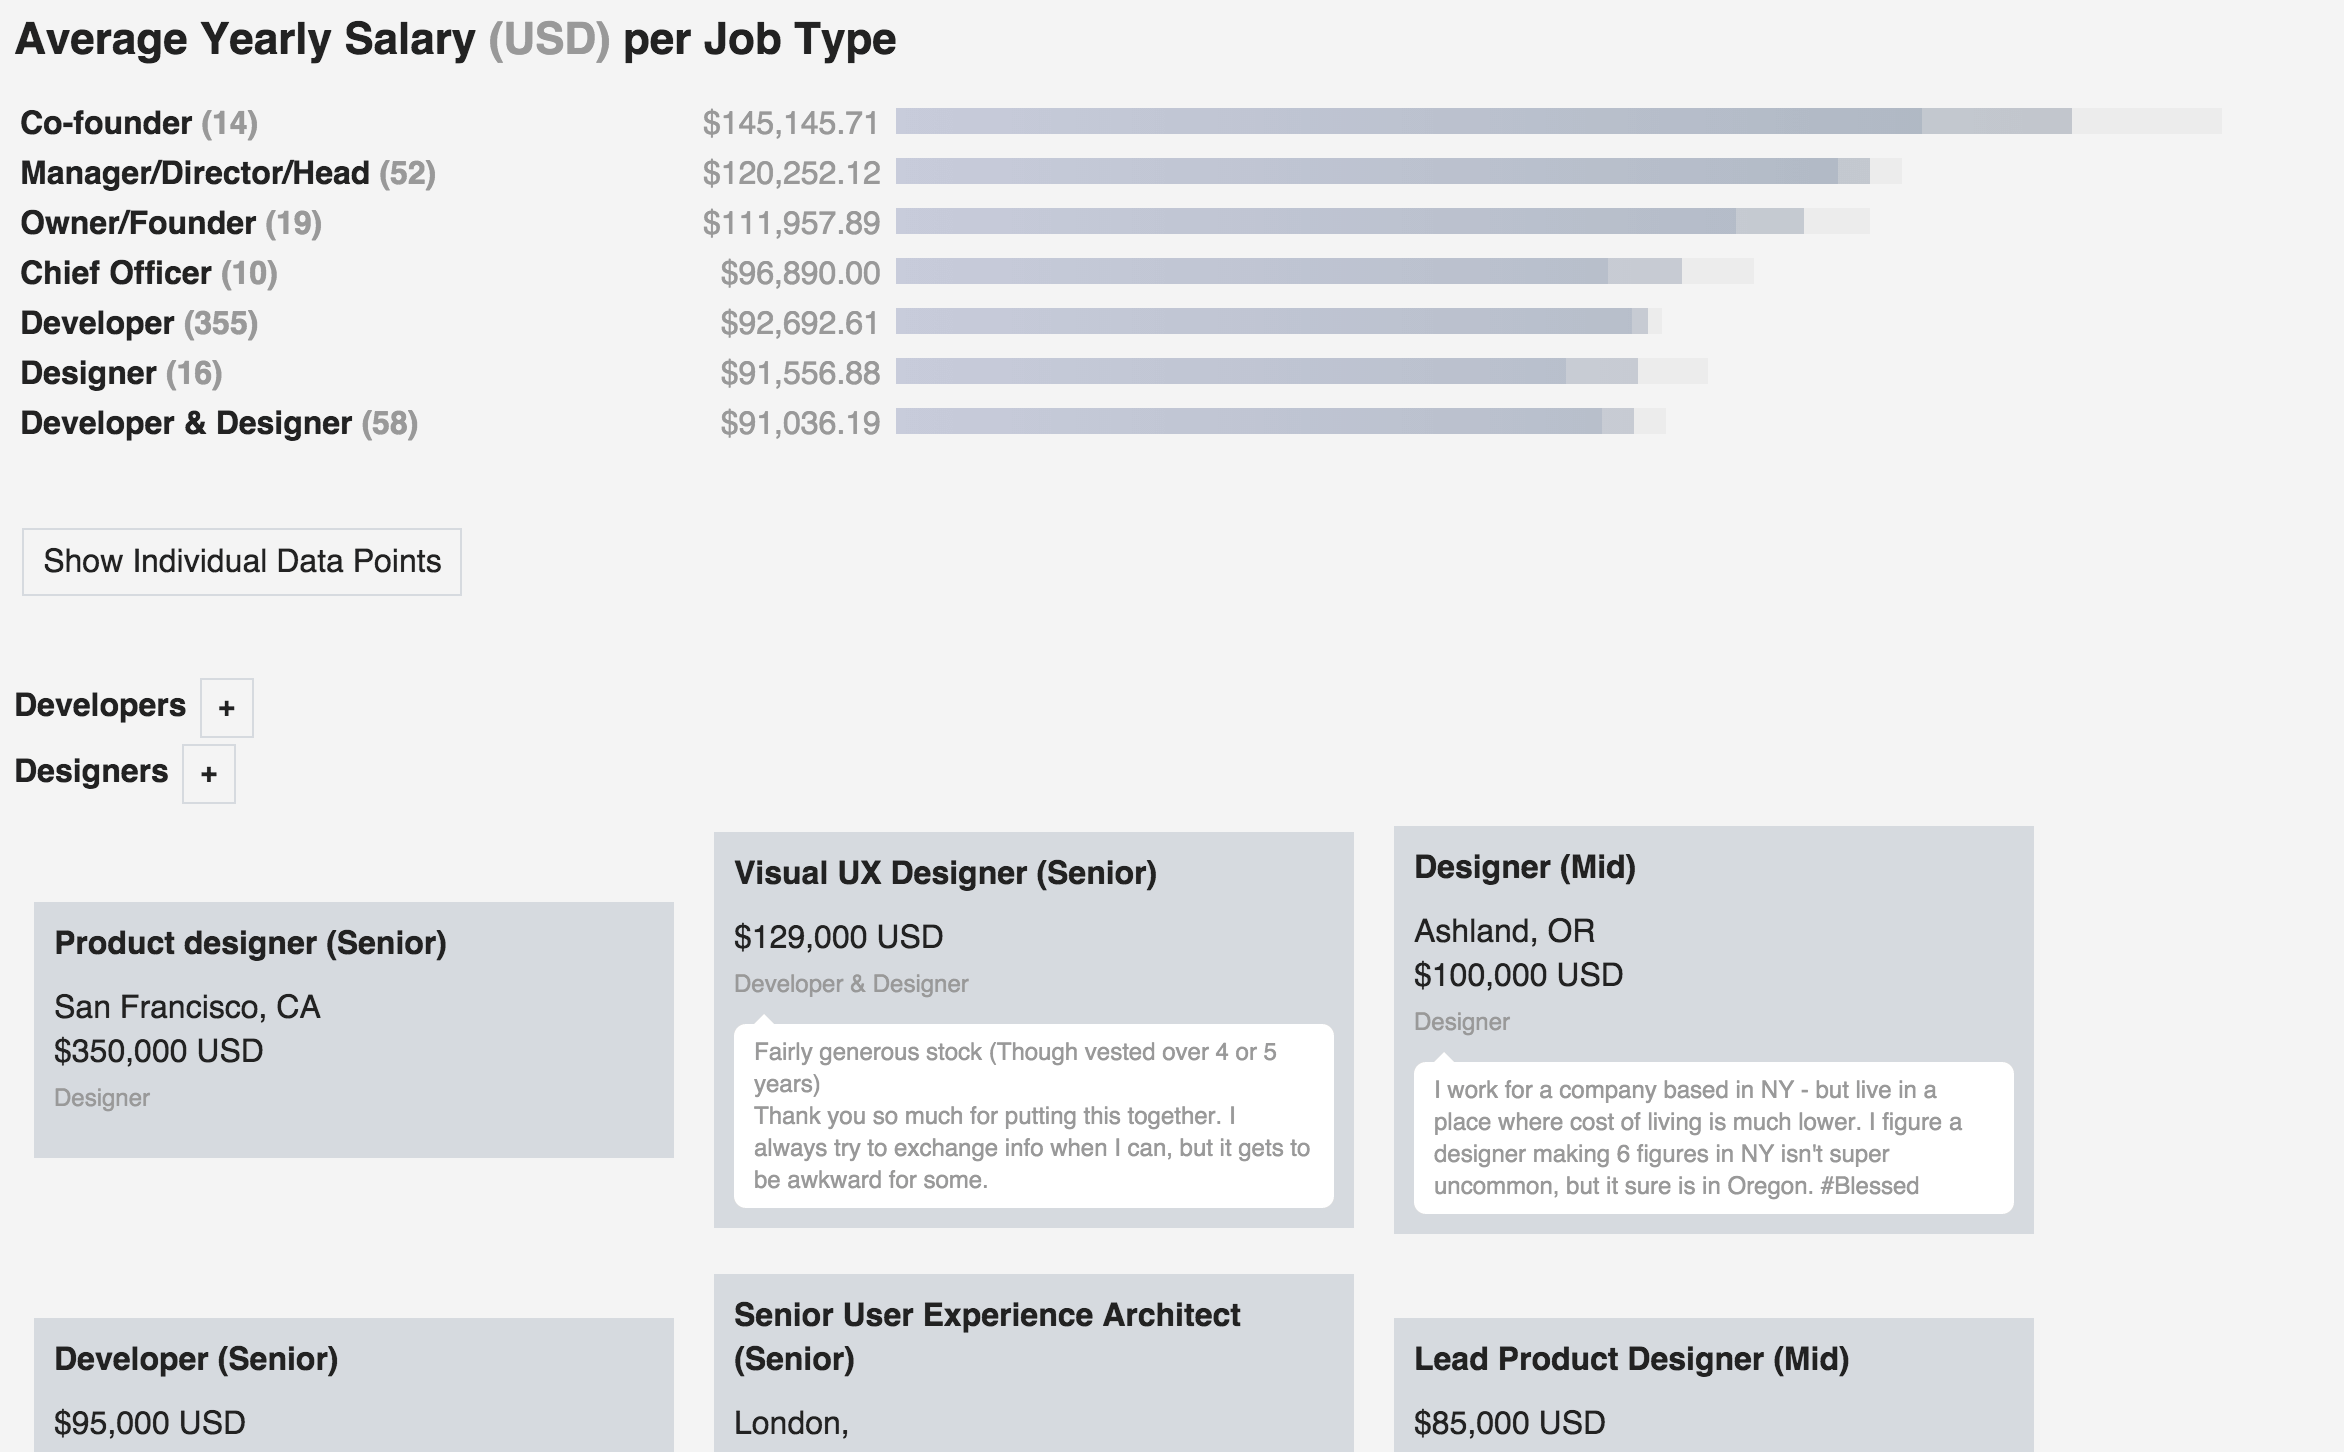 Average Yearly Salary (USD) per Job Type
Co-founder (14) $145,145.71
Manager/Director/Head (52) $120,252.12
Owner/Founder (19) $111,957.89
Chief Officer (10) $96,890.00
Developer (355) $92,692.61
Designer (16) $91,556.88
Developer & Designer (58) $91,036.19
Show Individual Data Points
Developers +
Designers +
Product designer (Senior)
San Francisco, CA
$350,000 USD
Designer
Visual UX Designer (Senior)
$129,000 USD
Developer & Designer
Fairly generous stock (Though vested over 4 or 5
years)
Thank you so much for putting this together. I
always try to exchange info when I can, but it gets to
be awkward for some.
Designer (Mid)
Ashland, OR
$100,000 USD
Designer
I work for a company based in NY - but live in a
place where cost of living is much lower. I figure a
designer making 6 figures in NY isn't super
uncommon, but it sure is in Oregon. #Blessed
Developer (Senior)
$95,000 USD
Senior User Experience Architect
(Senior)
London,
Lead Product Designer (Mid)
$85,000 USD